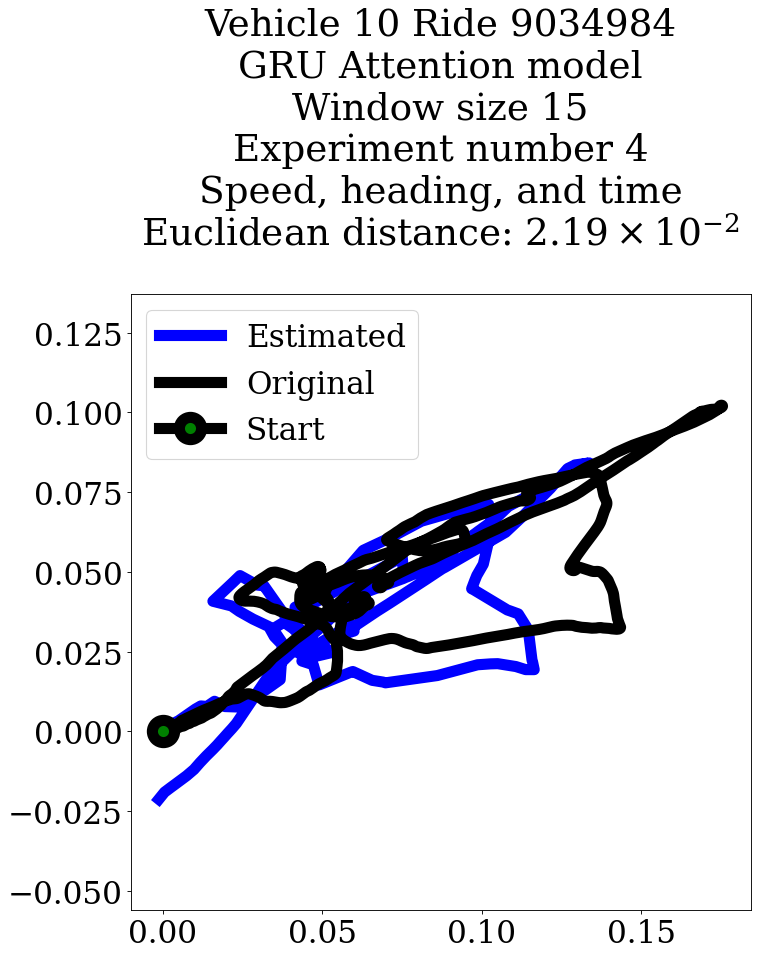 Vehicle 10 Ride 9034984
GRU Attention model
Window size 15
Experiment number 4
Speed, heading, and time
Euclidean distance: 2.19 × 10⁻²
Estimated
Original
Start
0.125
0.100
0.075
0.050
0.025
0.000
−0.025
−0.050
0.00 0.05 0.10 0.15